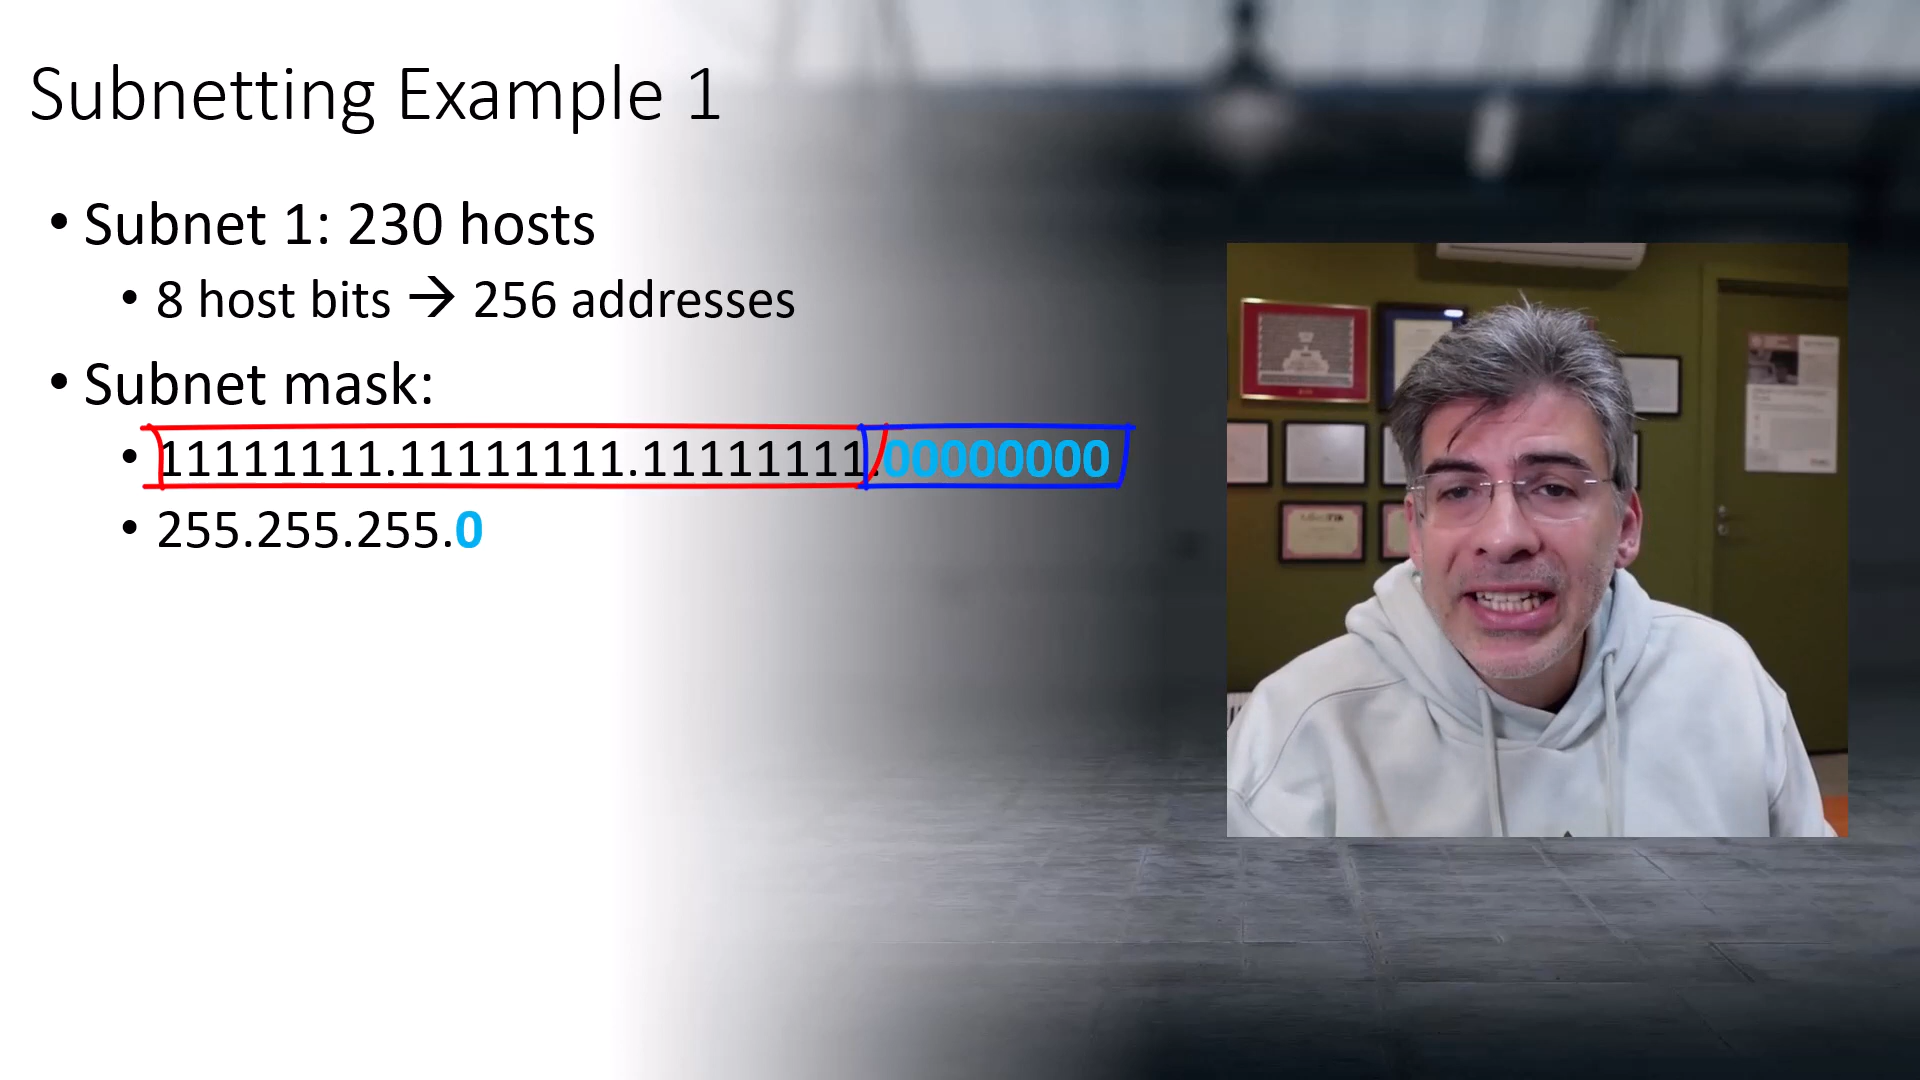 Subnetting Example 1
• Subnet 1: 230 hosts
• 8 host bits → 256 addresses
• Subnet mask:
• 11111111.11111111.11111111.00000000
• 255.255.255.0